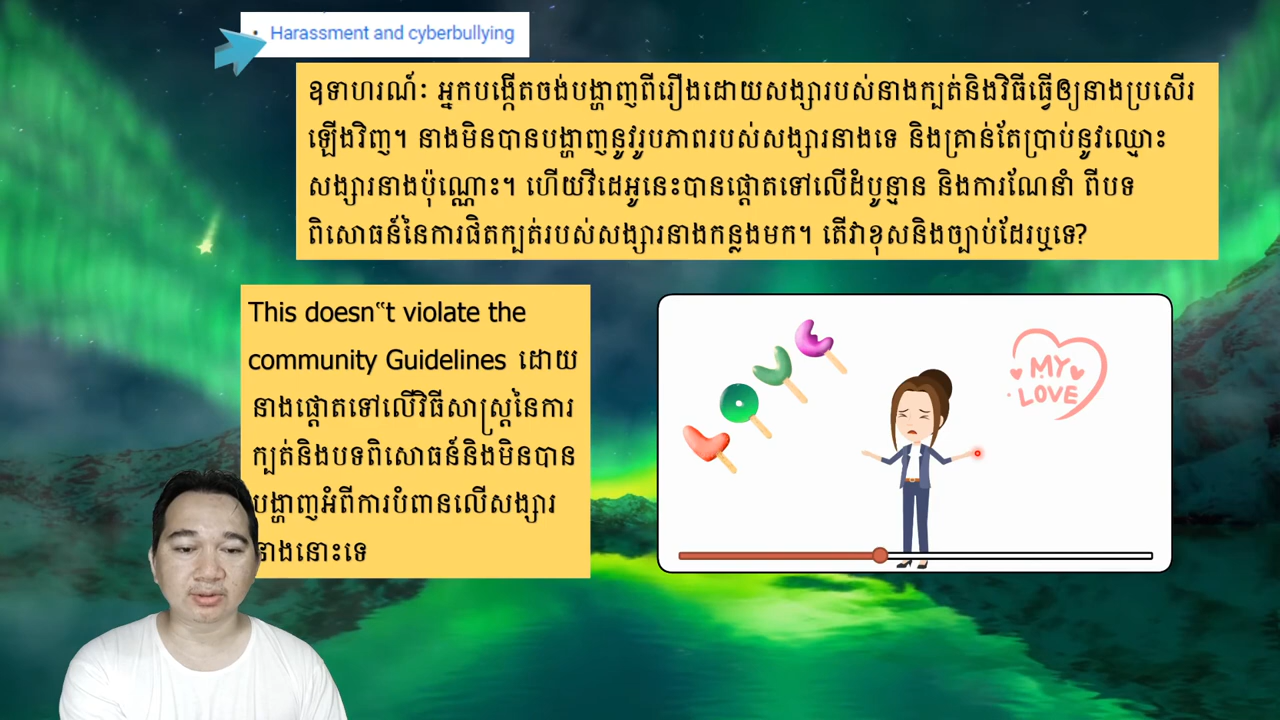 Harassment and cyberbullying
ឧទាហរណ៍ៈ អ្នកបង្កើតចង់បង្ហាញពីរឿងដោយសង្សារបស់នាងក្បត់និងវិធីធ្វើឲ្យនាងប្រសើរ
ឡើងវិញ។ នាងមិនបានបង្ហាញនូវរូបភាពរបស់សង្សារនាងទេ និងគ្រាន់តែប្រាប់នូវឈ្មោះ
សង្សារនាងប៉ុណ្ណោះ។ ហើយវីដេអូនេះបានផ្តោតទៅលើដំបូន្មាន និងការណែនាំ ពីបទ
ពិសោធន៍នៃការផិតក្បត់របស់សង្សារនាងកន្លងមក។ តើវាខុសនិងច្បាប់ដែរឬទេ?
This doesn‟t violate the
community Guidelines ដោយ
នាងផ្តោតទៅលើវិធីសាស្ត្រនៃការ
ក្បត់និងបទពិសោធន៍និងមិនបាន
បង្ហាញអំពីការបំពានលើសង្សារ
នាងនោះទេ
MY
LOVE